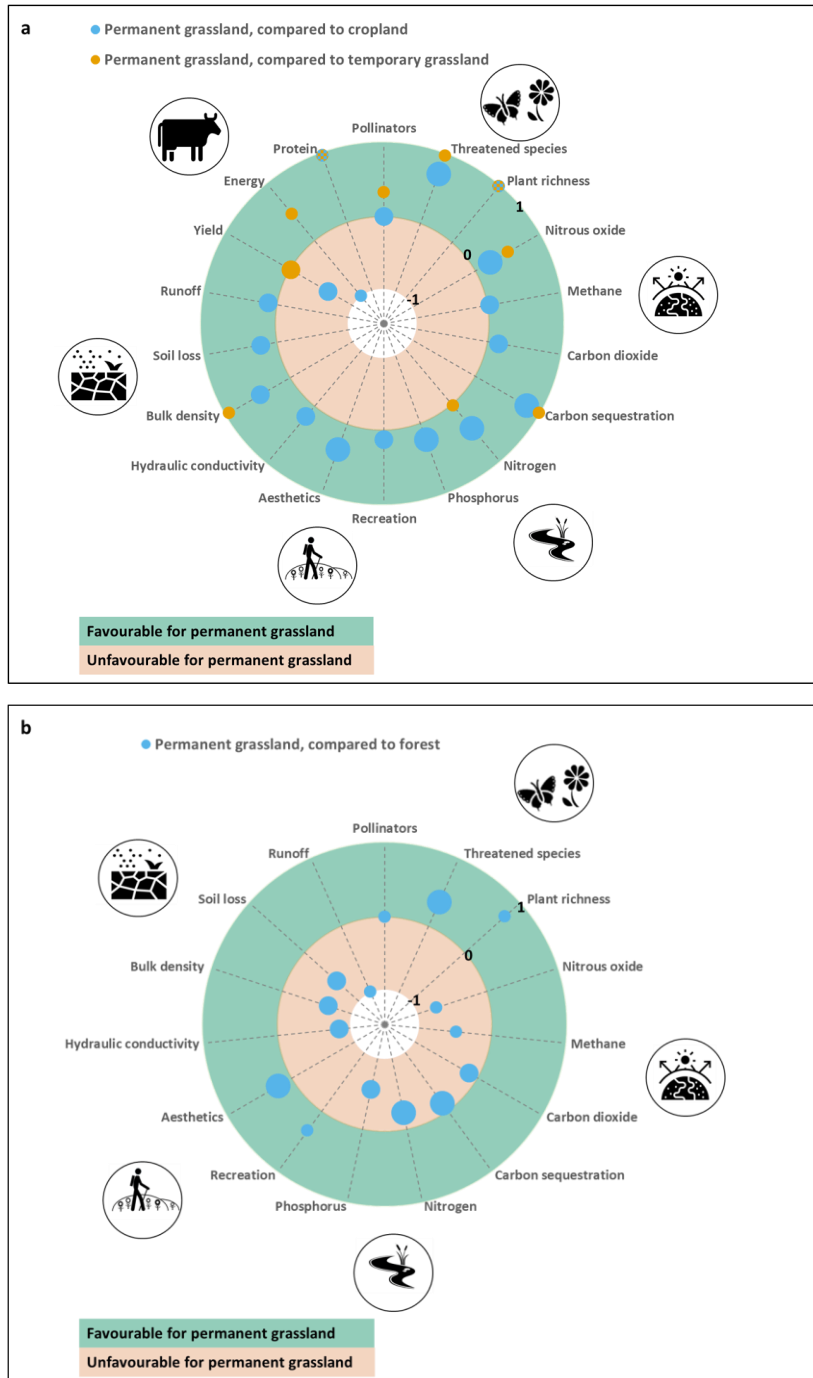 a
Permanent grassland, compared to cropland
Permanent grassland, compared to temporary grassland
Pollinators
Protein
Threatened species
Energy
Plant richness
1
Yield
Nitrous oxide
0
Runoff
Methane
-1
Soil loss
Carbon dioxide
Bulk density
Carbon sequestration
Hydraulic conductivity
Nitrogen
Aesthetics
Phosphorus
Recreation
Favourable for permanent grassland
Unfavourable for permanent grassland
b
Permanent grassland, compared to forest
Pollinators
Runoff
Threatened species
Soil loss
Plant richness
1
Bulk density
Nitrous oxide
0
-1
Hydraulic conductivity
Methane
Aesthetics
Carbon dioxide
Recreation
Carbon sequestration
Phosphorus
Nitrogen
Favourable for permanent grassland
Unfavourable for permanent grassland